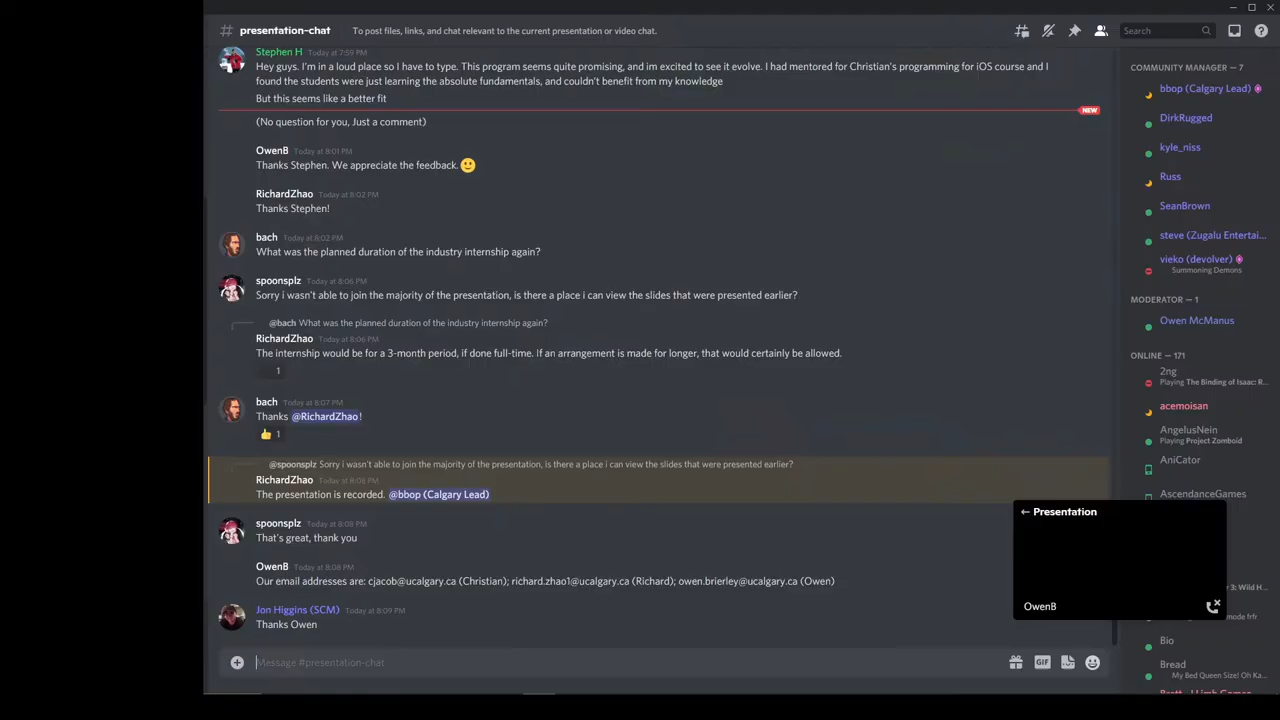 presentation-chat To post files, links, and chat relevant to the current presentation or video chat.
Search
Stephen H Today at 7:59 PM
Hey guys. I'm in a loud place so I have to type. This program seems quite promising, and im excited to see it evolve. I had mentored for Christian's programming for iOS course and I
found the students were just learning the absolute fundamentals, and couldn't benefit from my knowledge
But this seems like a better fit
NEW
(No question for you, Just a comment)
OwenB Today at 8:01 PM
Thanks Stephen. We appreciate the feedback. 🙂
RichardZhao Today at 8:02 PM
Thanks Stephen!
bach Today at 8:02 PM
What was the planned duration of the industry internship again?
spoonsplz Today at 8:06 PM
Sorry i wasn't able to join the majority of the presentation, is there a place i can view the slides that were presented earlier?
@bach What was the planned duration of the industry internship again?
RichardZhao Today at 8:06 PM
The internship would be for a 3-month period, if done full-time. If an arrangement is made for longer, that would certainly be allowed.
1
bach Today at 8:07 PM
Thanks @RichardZhao!
👍 1
@spoonsplz Sorry i wasn't able to join the majority of the presentation, is there a place i can view the slides that were presented earlier?
RichardZhao Today at 8:08 PM
The presentation is recorded. @bbop (Calgary Lead)
spoonsplz Today at 8:08 PM
That's great, thank you
OwenB Today at 8:08 PM
Our email addresses are: cjacob@ucalgary.ca (Christian); richard.zhao1@ucalgary.ca (Richard); owen.brierley@ucalgary.ca (Owen)
Jon Higgins (SCM) Today at 8:09 PM
Thanks Owen
Message #presentation-chat
GIF
COMMUNITY MANAGER — 7
bbop (Calgary Lead)
DirkRugged
kyle_niss
Russ
SeanBrown
steve (Zugalu Entertai...
vieko (devolver)
Summoning Demons
MODERATOR — 1
Owen McManus
ONLINE — 171
2ng
Playing The Binding of Isaac: R...
acemoisan
AngelusNein
Playing Project Zomboid
AniCator
AscendanceGames
← Presentation
OwenB
r 3: Wild H...
mode frfr
Bio
Bread
My Bed Queen Size! Oh Ka...